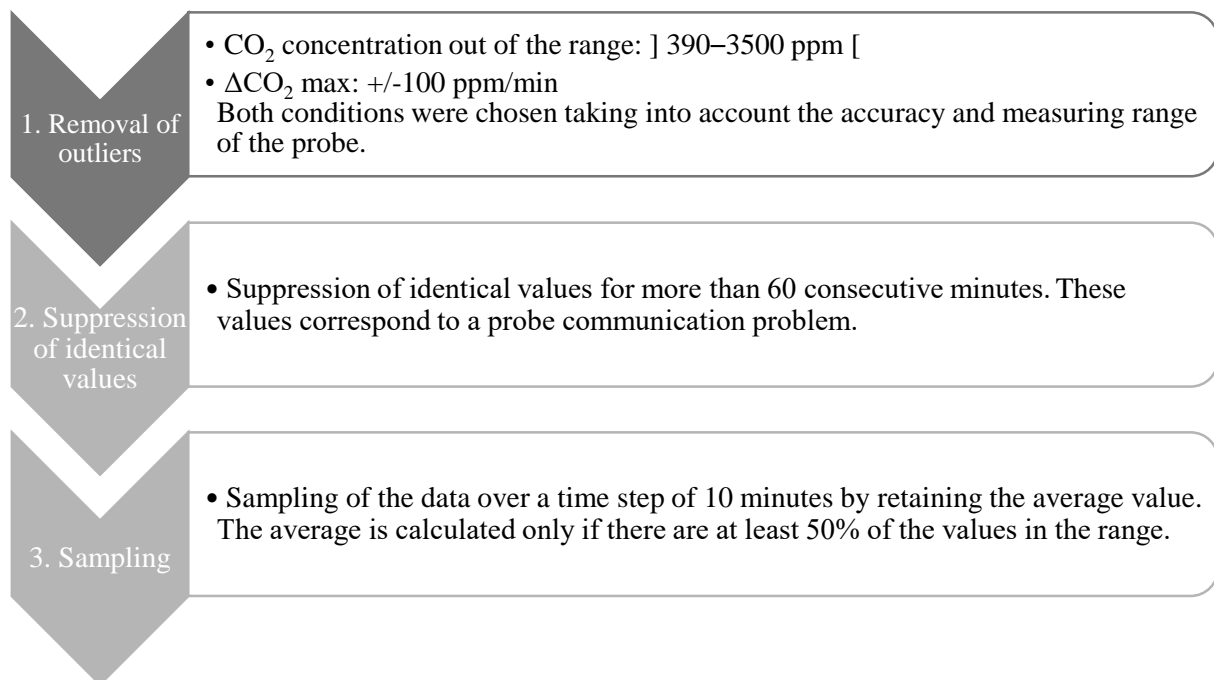 1. Removal of
outliers
• CO₂ concentration out of the range: ] 390–3500 ppm [
• ΔCO₂ max: +/-100 ppm/min
Both conditions were chosen taking into account the accuracy and measuring range
of the probe.
2. Suppression
of identical
values
• Suppression of identical values for more than 60 consecutive minutes. These
values correspond to a probe communication problem.
3. Sampling
• Sampling of the data over a time step of 10 minutes by retaining the average value.
The average is calculated only if there are at least 50% of the values in the range.